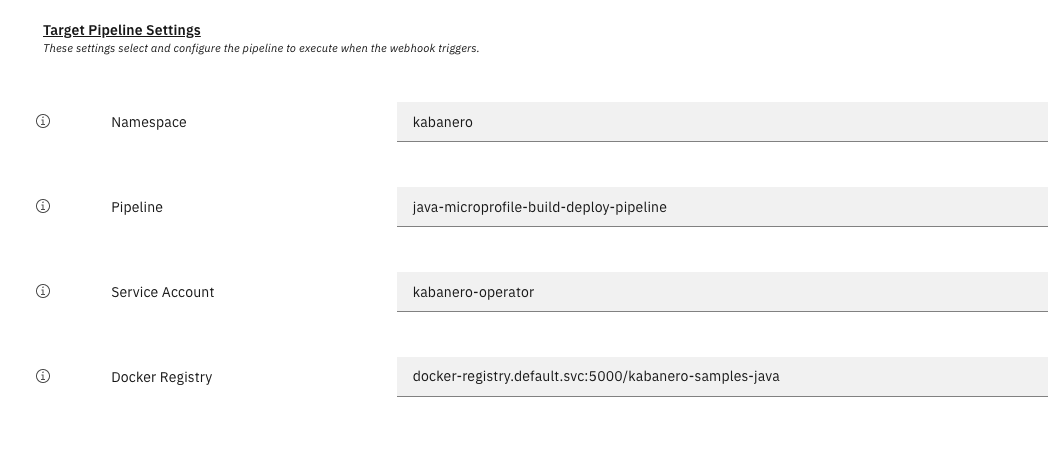 Target Pipeline Settings
These settings select and configure the pipeline to execute when the webhook triggers.
Namespace kabanero
Pipeline java-microprofile-build-deploy-pipeline
Service Account kabanero-operator
Docker Registry docker-registry.default.svc:5000/kabanero-samples-java